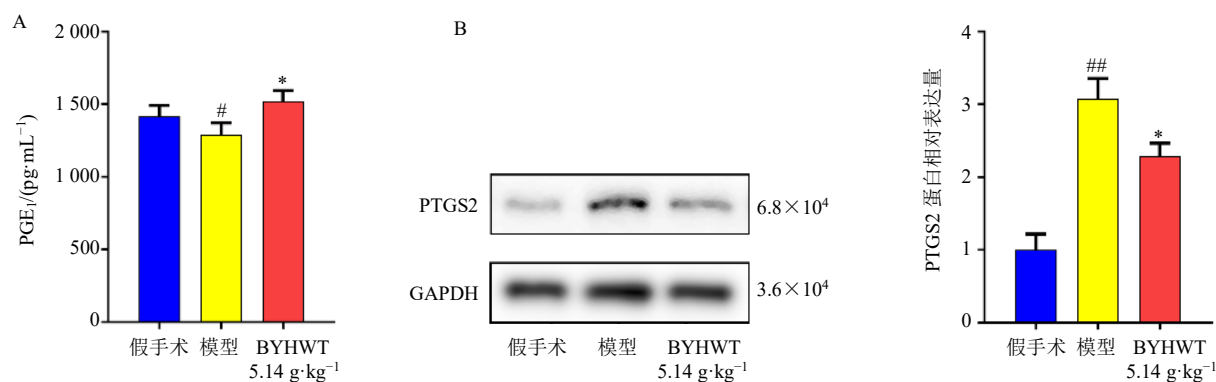 A
PGE₁/(pg·mL⁻¹)
2 000
1 500
1 000
500
0
#
*
假手术 模型 BYHWT
5.14 g·kg⁻¹
B
PTGS2
6.8×10⁴
GAPDH
3.6×10⁴
假手术 模型 BYHWT
5.14 g·kg⁻¹
PTGS2 蛋白相对表达量
4
3
2
1
0
##
*
假手术 模型 BYHWT
5.14 g·kg⁻¹